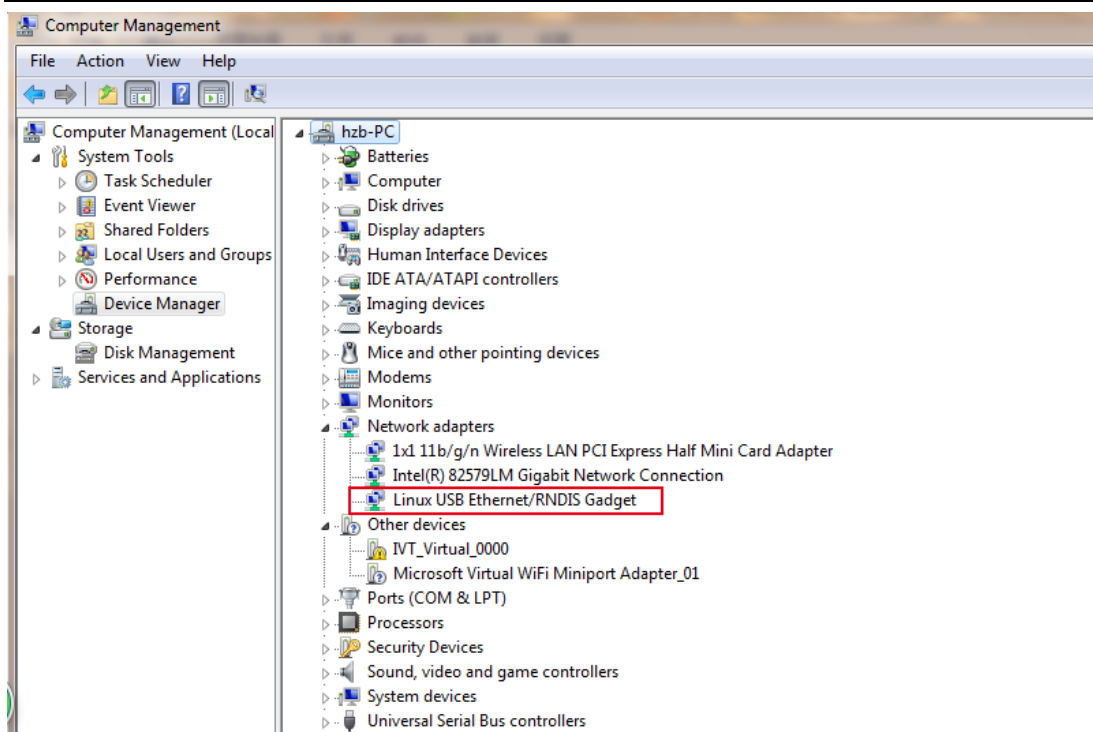 Computer Management
File Action View Help
Computer Management (Local
System Tools
Task Scheduler
Event Viewer
Shared Folders
Local Users and Groups
Performance
Device Manager
Storage
Disk Management
Services and Applications
hzb-PC
Batteries
Computer
Disk drives
Display adapters
Human Interface Devices
IDE ATA/ATAPI controllers
Imaging devices
Keyboards
Mice and other pointing devices
Modems
Monitors
Network adapters
1x1 11b/g/n Wireless LAN PCI Express Half Mini Card Adapter
Intel(R) 82579LM Gigabit Network Connection
Linux USB Ethernet/RNDIS Gadget
Other devices
IVT_Virtual_0000
Microsoft Virtual WiFi Miniport Adapter_01
Ports (COM & LPT)
Processors
Security Devices
Sound, video and game controllers
System devices
Universal Serial Bus controllers